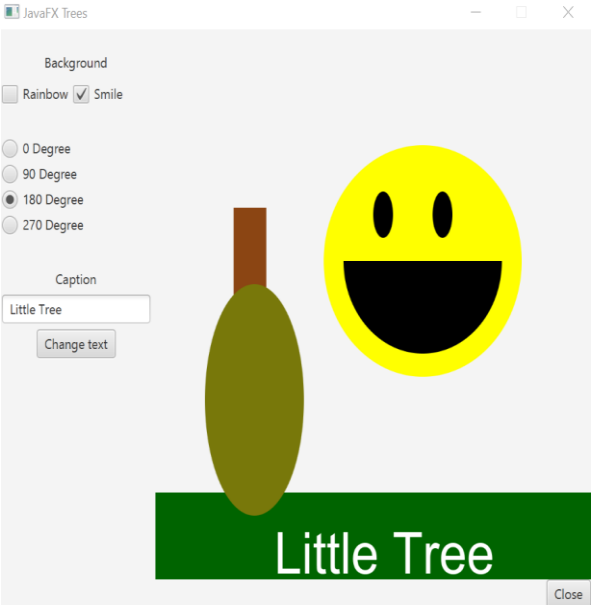 JavaFX Trees
Background
Rainbow Smile
0 Degree
90 Degree
180 Degree
270 Degree
Caption
Little Tree
Change text
Little Tree
Close